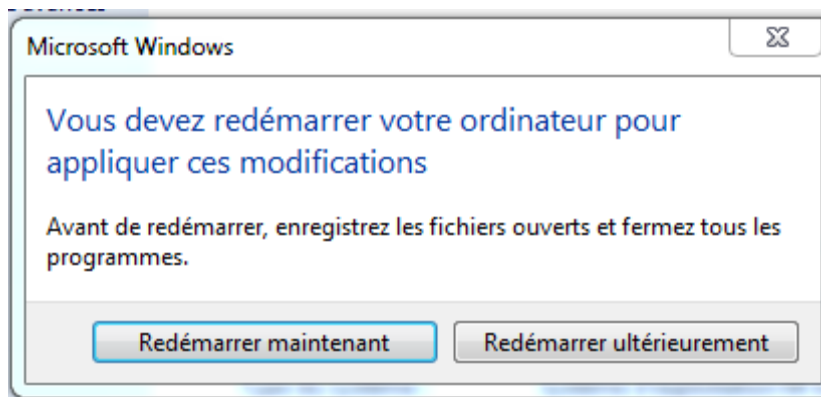 Microsoft Windows
Vous devez redémarrer votre ordinateur pour
appliquer ces modifications
Avant de redémarrer, enregistrez les fichiers ouverts et fermez tous les
programmes.
Redémarrer maintenant
Redémarrer ultérieurement